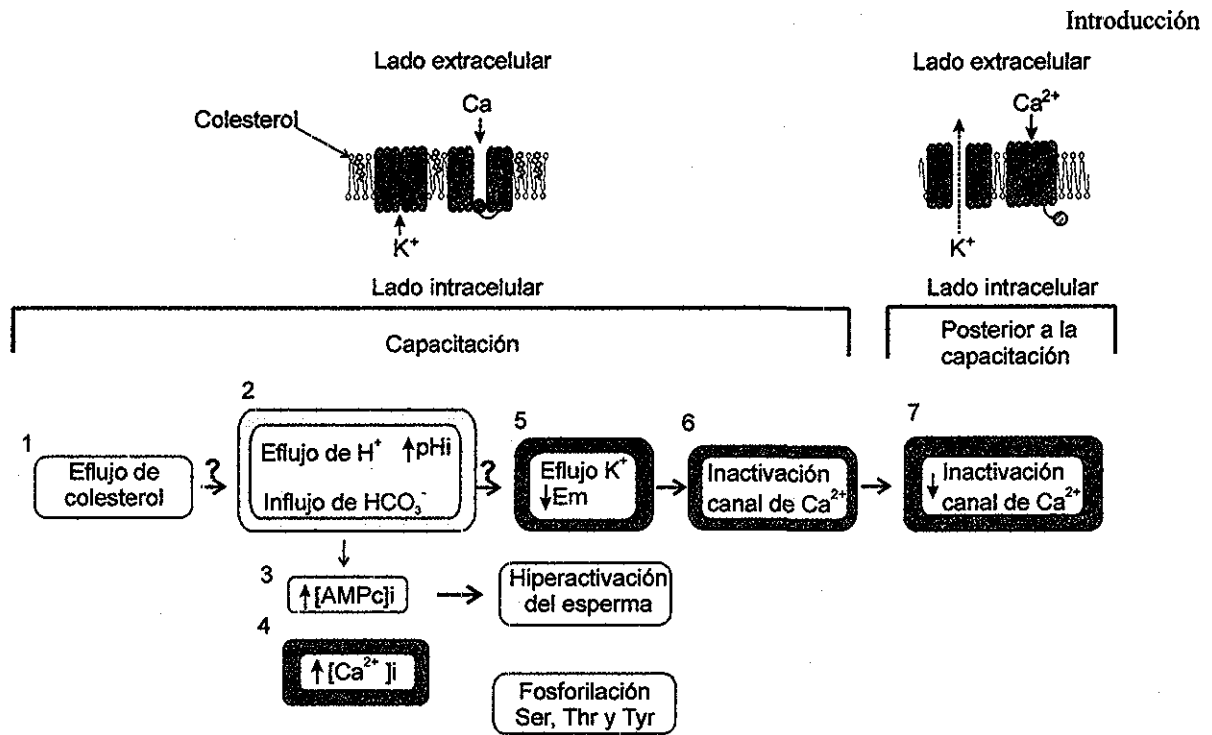 Introducción
Lado extracelular
Lado extracelular
Ca
Ca²⁺
Colesterol
K⁺
K⁺
Lado intracelular
Lado intracelular
Capacitación
Posterior a la
capacitación
1
Eflujo de
colesterol
?
2
Eflujo de H⁺ ↑pHi
Influjo de HCO₃⁻
?
5
Eflujo K⁺
↓Em
6
Inactivación
canal de Ca²⁺
7
↓ Inactivación
canal de Ca²⁺
3
↑[AMPc]i
Hiperactivación
del esperma
4
↑[Ca²⁺ ]i
Fosforilación
Ser, Thr y Tyr